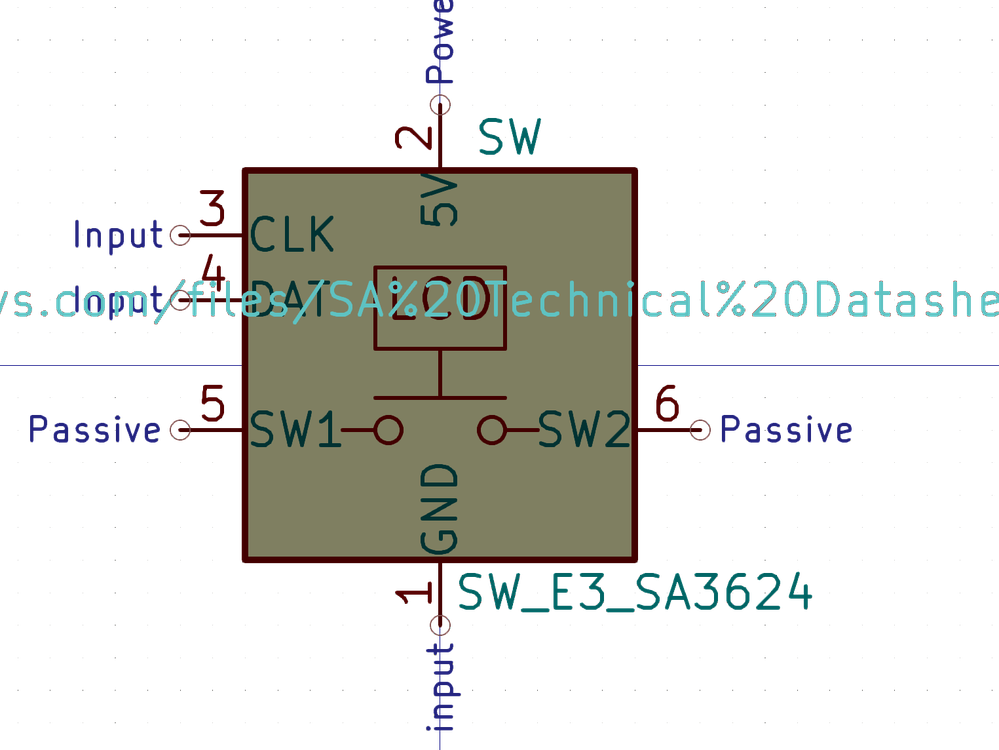 Powe
2
SW
5V
3
Input
CLK
4
Input
DAT
LCD
ys.com/files/SA%20Technical%20Datashe
5
Passive
SW1
SW2
6
Passive
GND
1
SW_E3_SA3624
input